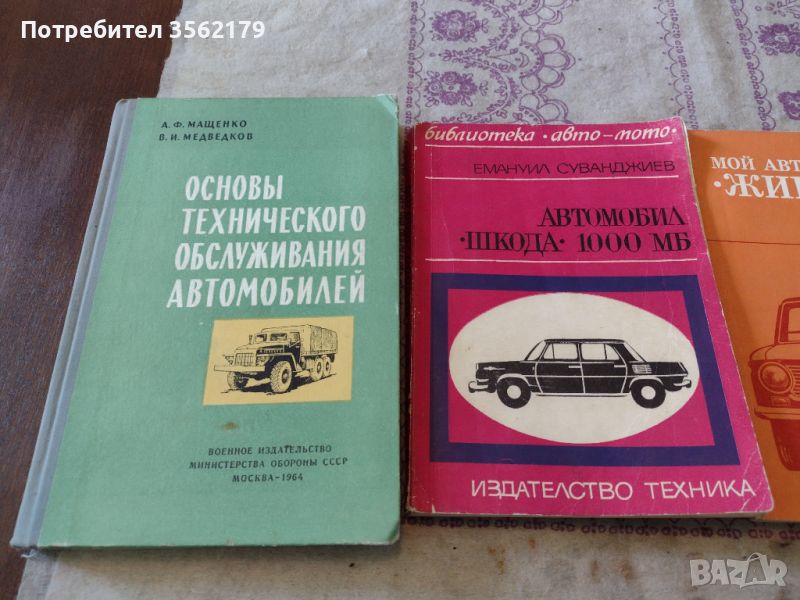 Потребител 3562179
А. Ф. МАЩЕНКО
В. И. МЕДВЕДКОВ
ОСНОВЫ
ТЕХНИЧЕСКОГО
ОБСЛУЖИВАНИЯ
АВТОМОБИЛЕЙ
ВОЕННОЕ ИЗДАТЕЛЬСТВО
МИНИСТЕРСТВА ОБОРОНЫ СССР
МОСКВА—1964
библиотека • авто-мото •
ЕМАНУИЛ СУВАНДЖИЕВ
АВТОМОБИЛ
•ШКОДА• 1000 МБ
ИЗДАТЕЛСТВО ТЕХНИКА
МОЙ АВТ
BAZAR